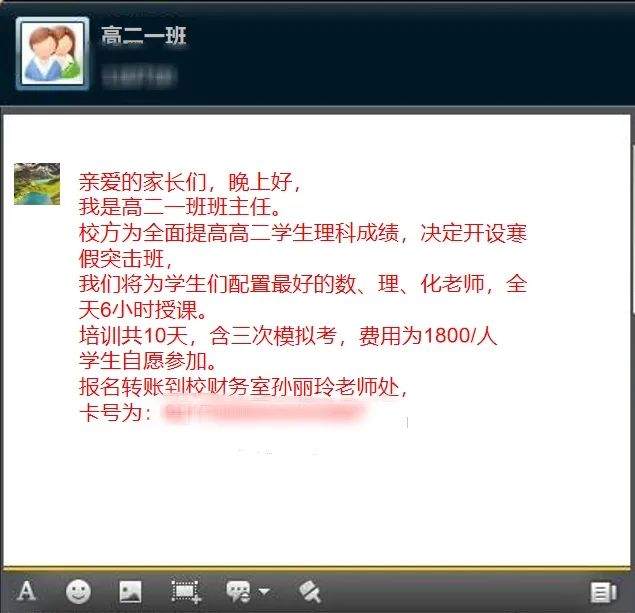 高二一班
亲爱的家长们，晚上好，
我是高二一班班主任。
校方为全面提高高二学生理科成绩，决定开设寒
假突击班，
我们将为学生们配置最好的数、理、化老师，全
天6小时授课。
培训共10天，含三次模拟考，费用为1800/人
学生自愿参加。
报名转账到校财务室孙丽玲老师处，
卡号为：
A